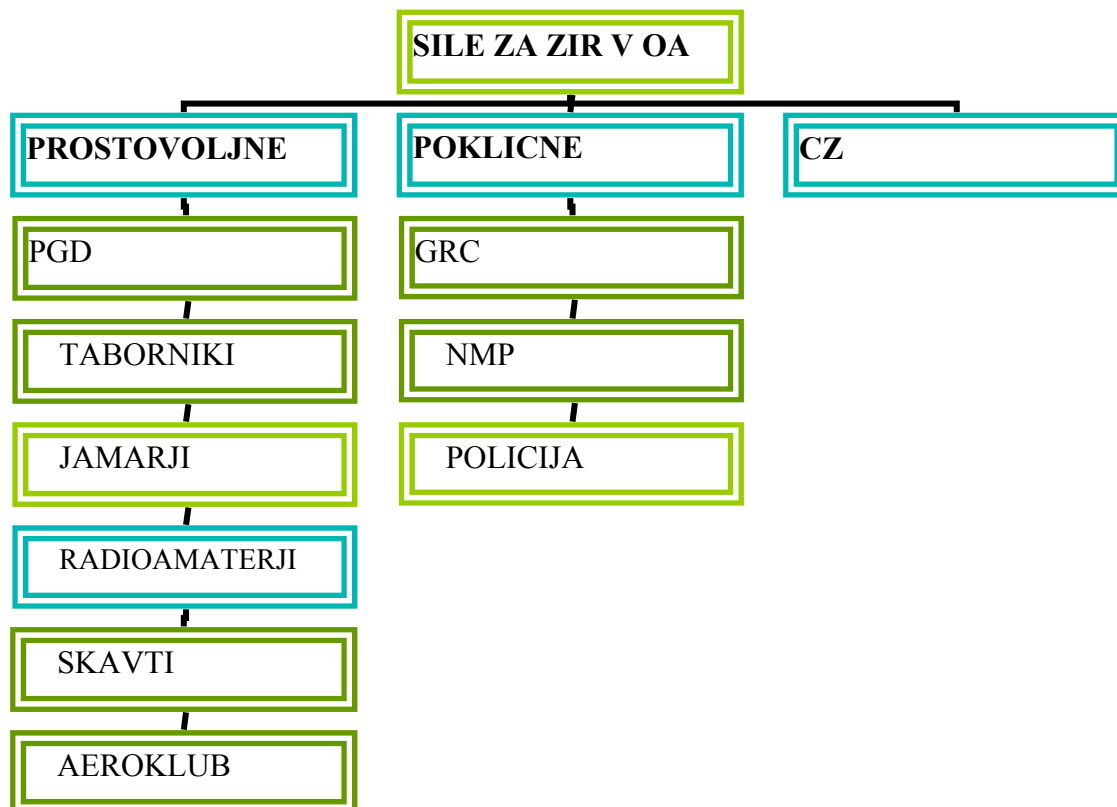 SILE ZA ZIR V OA
PROSTOVOLJNE
POKLICNE
CZ
PGD
GRC
TABORNIKI
NMP
JAMARJI
POLICIJA
RADIOAMATERJI
SKAVTI
AEROKLUB